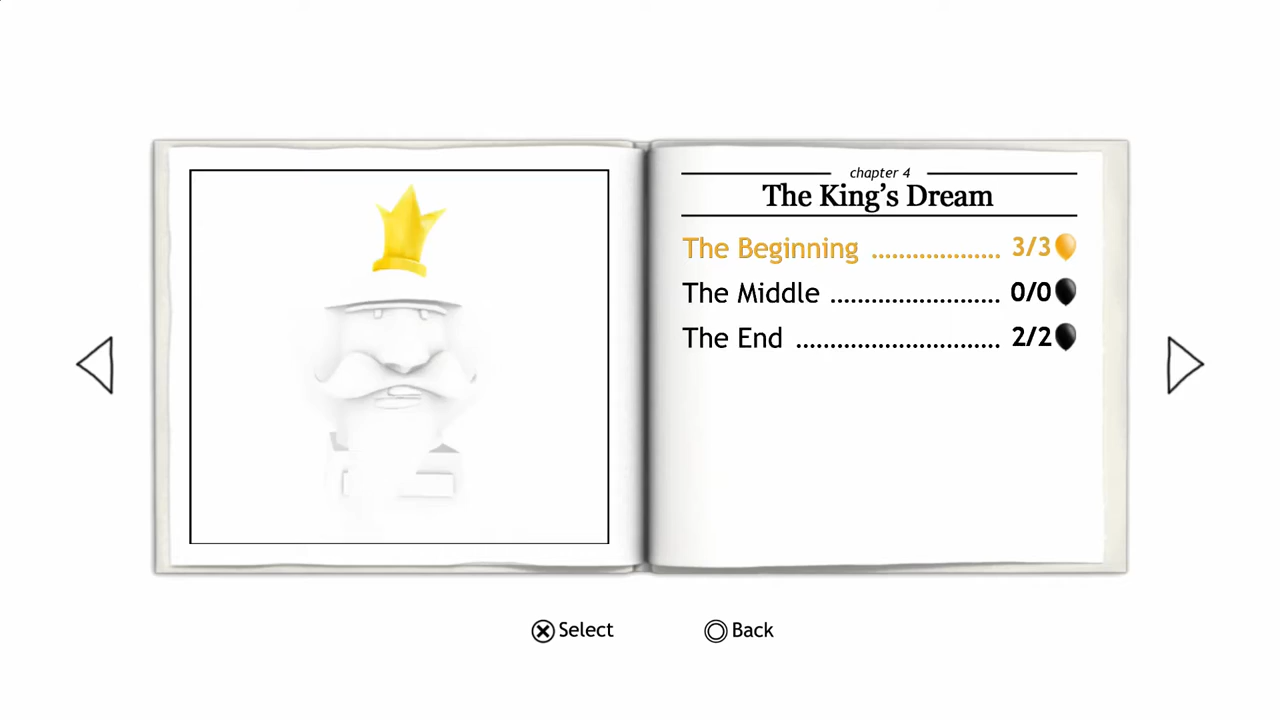 chapter 4
The King’s Dream
The Beginning ................... 3/3
The Middle ......................... 0/0
The End .............................. 2/2
Select Back